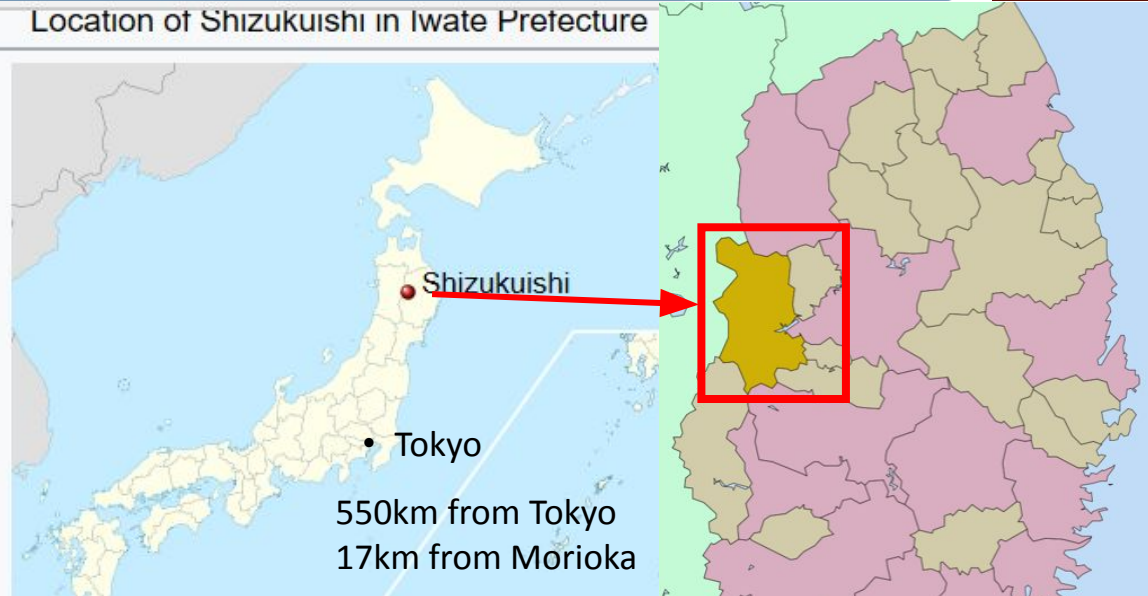 Location of Shizukuishi in Iwate Prefecture
Shizukuishi
• Tokyo
550km from Tokyo
17km from Morioka